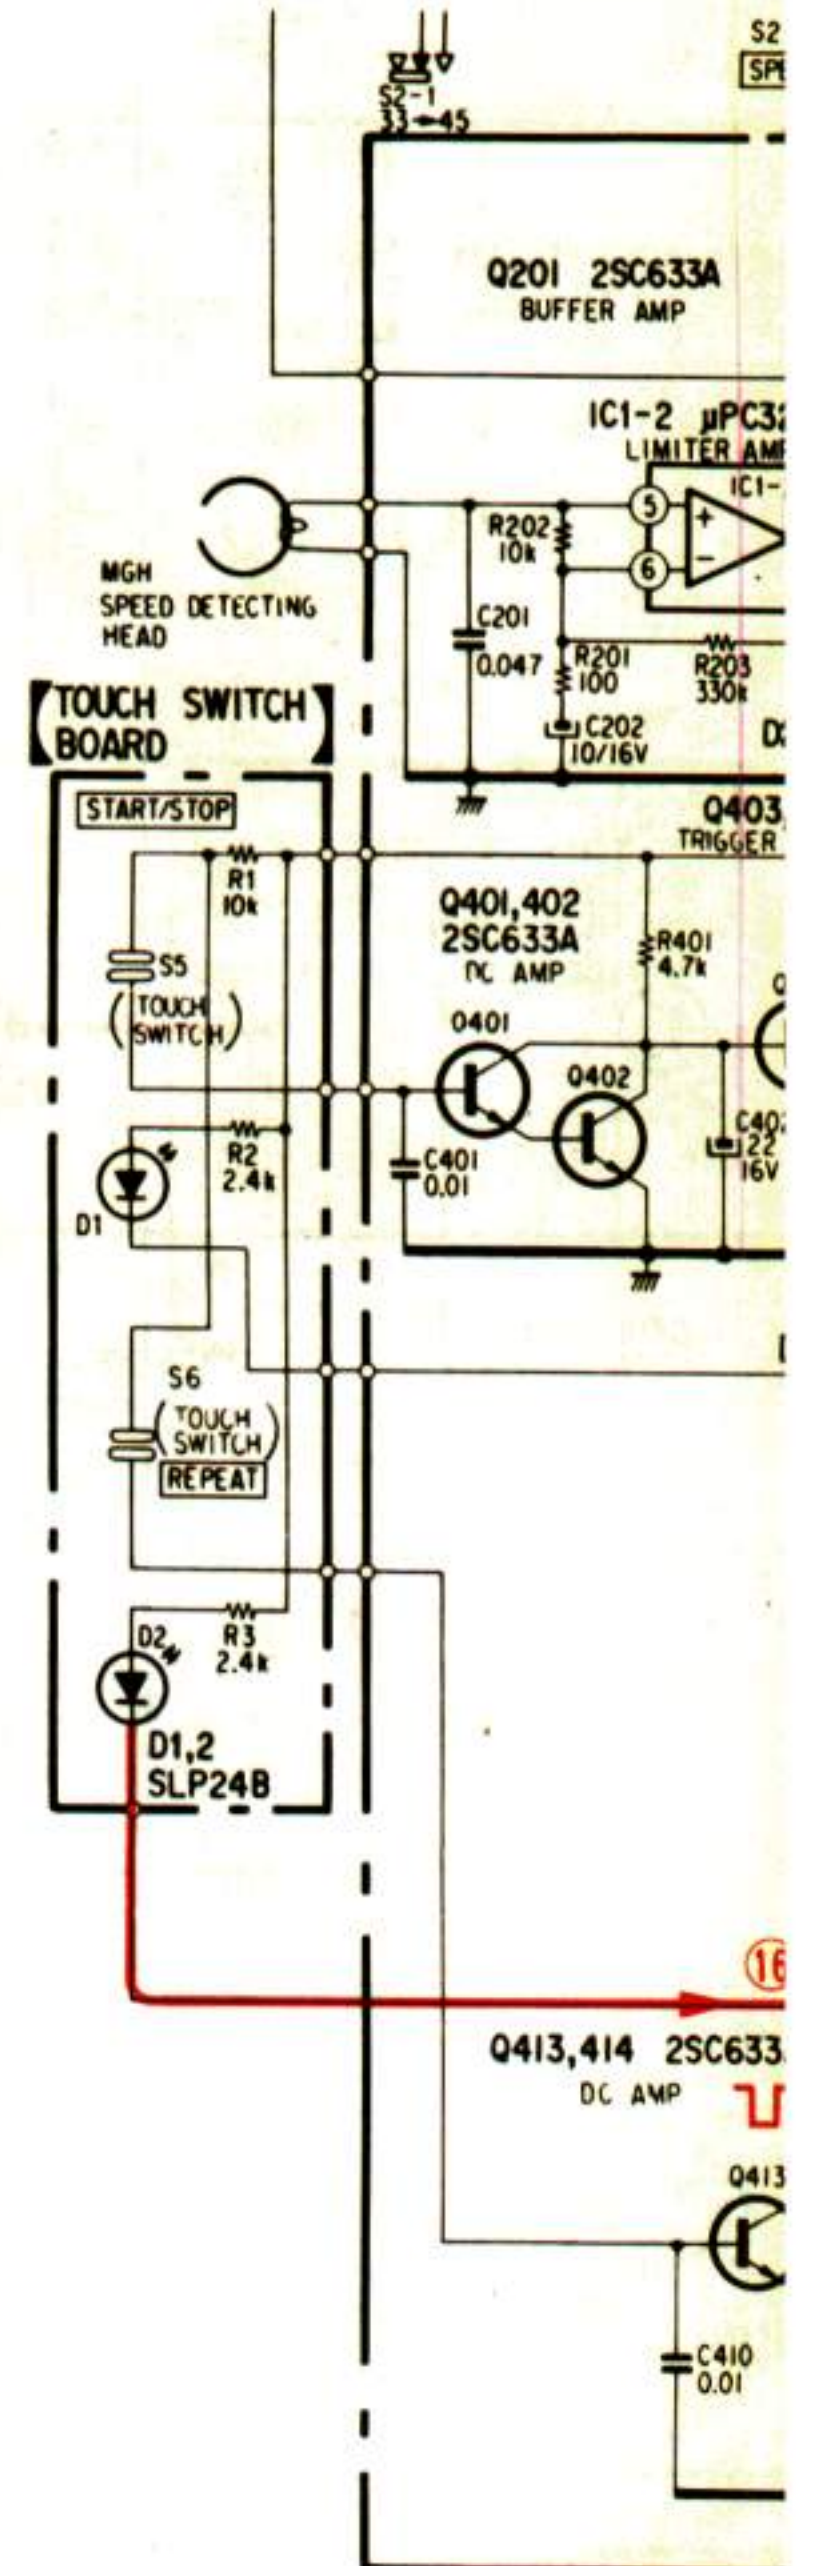 S2
S2-1
33→45
Q201 2SC633A
BUFFER AMP
IC1-2
LIMITER
IC1-
5
+
R202
10k
6
-
MGH
SPEED DETECTING
HEAD
C201
0.047
R201
100
R203
330k
C202
10/16V
TOUCH SWITCH
BOARD
START/STOP
Q403
TRIGGER
R1
10k
Q401,402
2SC633A
DC AMP
R401
4.7k
S5
(TOUCH
SWITCH)
Q401
Q402
R2
2.4k
D1
C401
0.01
22
16V
S6
(TOUCH
SWITCH)
REPEAT
D2
R3
2.4k
D1,2
SLP24B
16
Q413,414 2SC633
DC AMP
Q413
C410
0.01